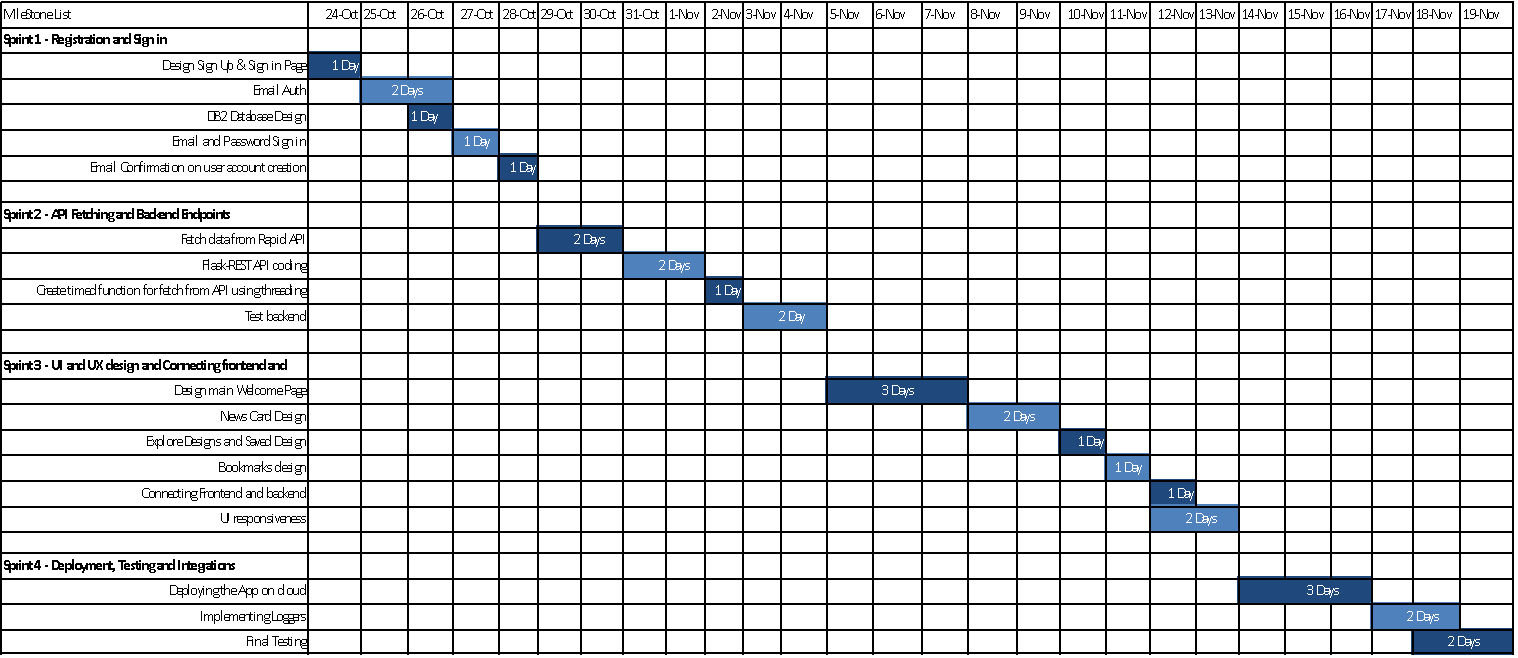 MileStone List 24-Oct 25-Oct 26-Oct 27-Oct 28-Oct 29-Oct 30-Oct 31-Oct 1-Nov 2-Nov 3-Nov 4-Nov 5-Nov 6-Nov 7-Nov 8-Nov 9-Nov 10-Nov 11-Nov 12-Nov 13-Nov 14-Nov 15-Nov 16-Nov 17-Nov 18-Nov 19-Nov
Sprint 1 - Registration and Sign in
Design Sign Up & Sign in Page 1 Day
Email Auth 2 Days
DB2 Database Design 1 Day
Email and Password Sign in 1 Day
Email Confirmation on user account creation 1 Day
Sprint 2 - API Fetching and Backend Endpoints
Fetch data from Rapid API 2 Days
Flask-REST API coding 2 Days
Create timed function for fetch from API using threading 1 Day
Test backend 2 Day
Sprint 3 - UI and UX design and Connecting frontend and
Design main Welcome Page 3 Days
News Card Design 2 Days
Explore Designs and Saved Design 1 Day
Bookmarks design 1 Day
Connecting Frontend and backend 1 Day
UI responsiveness 2 Days
Sprint 4 - Deployment, Testing and Integrations
Deploying the App on cloud 3 Days
Implementing Loggers 2 Days
Final Testing 2 Days